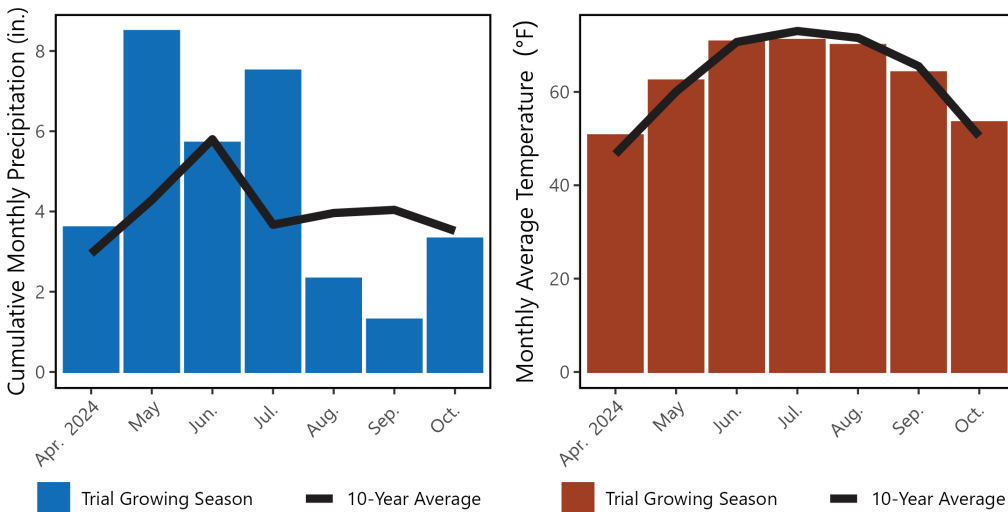 Cumulative Monthly Precipitation (in.)
8
6
4
2
0
Apr. 2024
May
Jun.
Jul.
Aug.
Sep.
Oct.
Trial Growing Season
10-Year Average
Monthly Average Temperature (°F)
60
40
20
0
Apr. 2024
May
Jun.
Jul.
Aug.
Sep.
Oct.
Trial Growing Season
10-Year Average